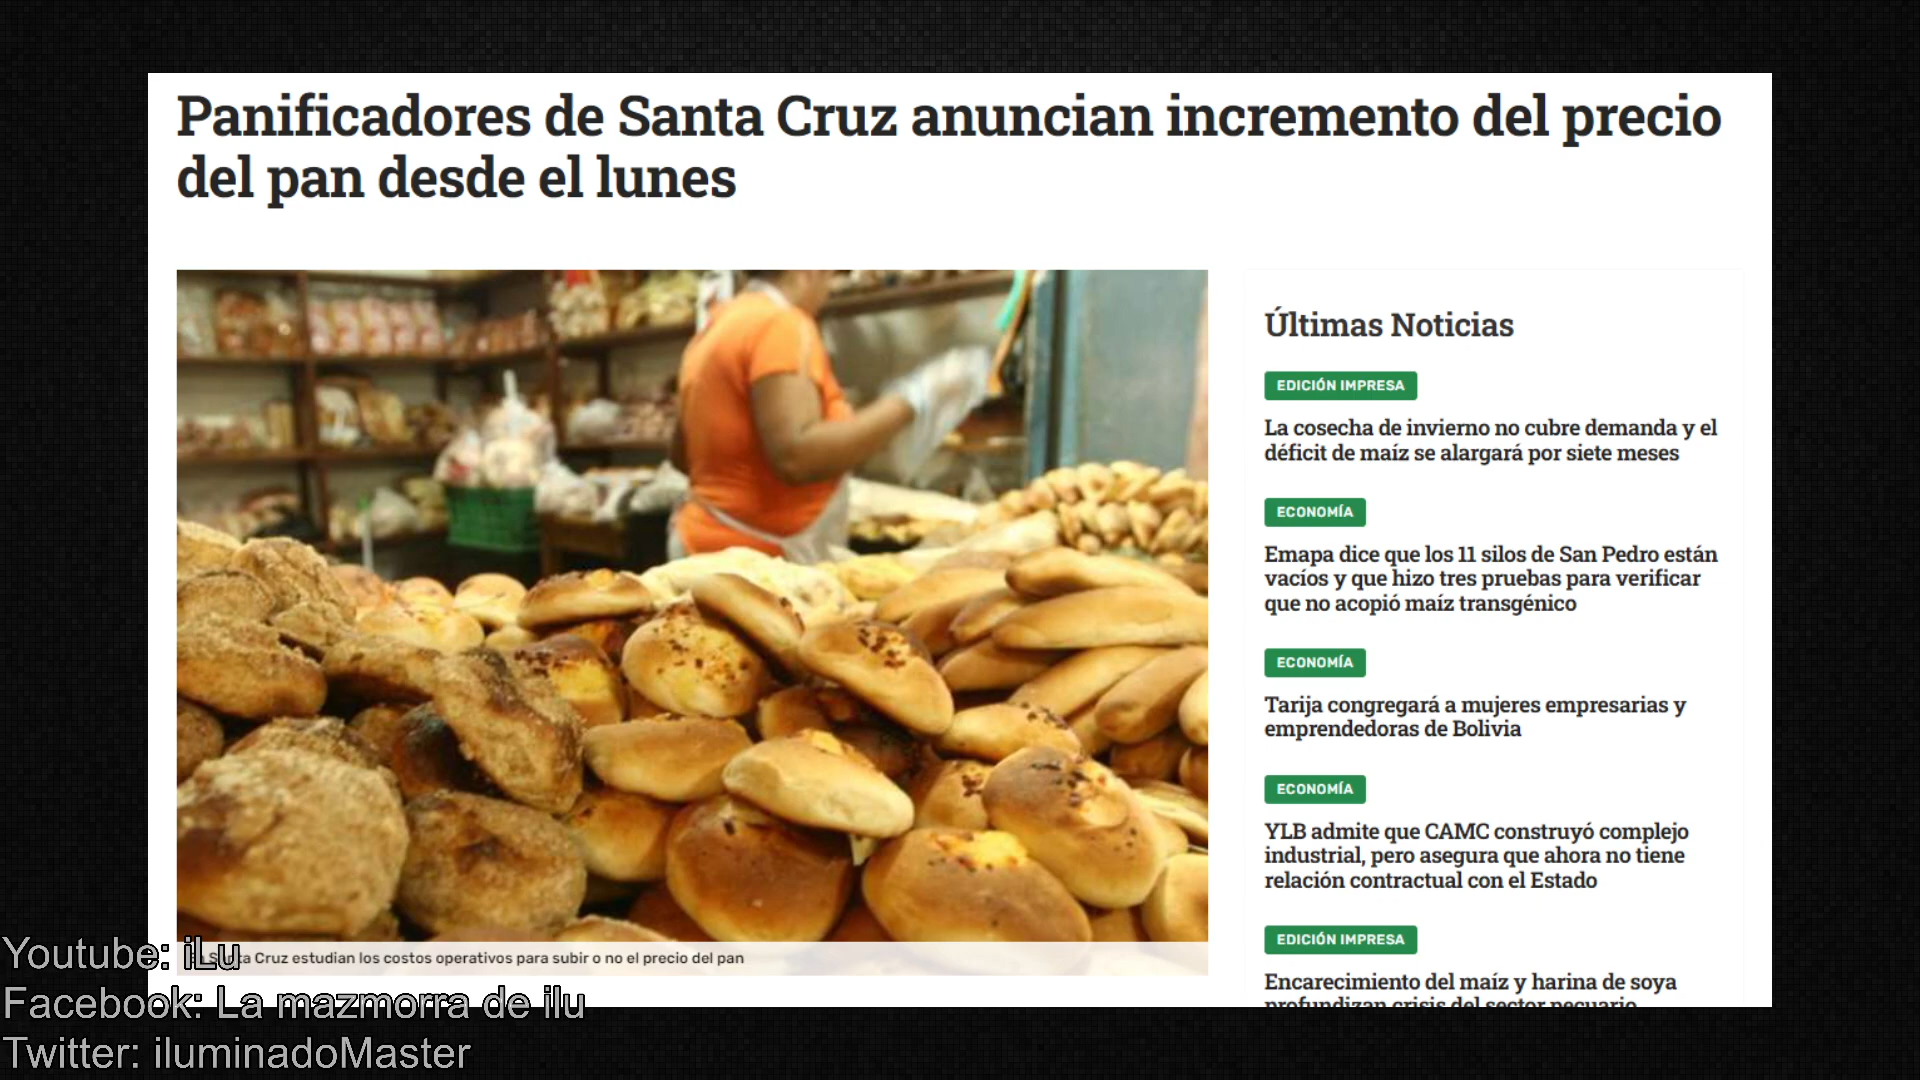 Panificadores de Santa Cruz anuncian incremento del precio
del pan desde el lunes
Últimas Noticias
EDICIÓN IMPRESA
La cosecha de invierno no cubre demanda y el
déficit de maíz se alargará por siete meses
ECONOMÍA
Emapa dice que los 11 silos de San Pedro están
vacíos y que hizo tres pruebas para verificar
que no acopió maíz transgénico
ECONOMÍA
Tarija congregará a mujeres empresarias y
emprendedoras de Bolivia
ECONOMÍA
YLB admite que CAMC construyó complejo
industrial, pero asegura que ahora no tiene
relación contractual con el Estado
EDICIÓN IMPRESA
Encarecimiento del maíz y harina de soya
profundizan crisis del sector pecuario
Cruz estudian los costos operativos para subir o no el precio del pan
Youtube: iLu
Facebook: La mazmorra de ilu
Twitter: iluminadoMaster